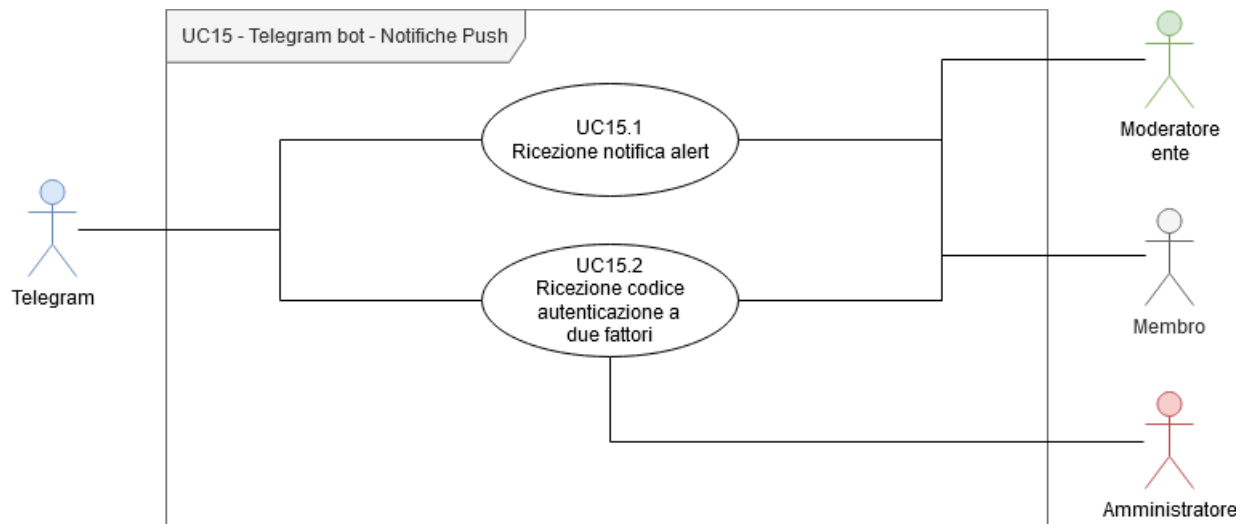 UC15 - Telegram bot - Notifiche Push
UC15.1
Ricezione notifica alert
Moderatore
ente
UC15.2
Ricezione codice
autenticazione a
due fattori
Telegram
Membro
Amministratore